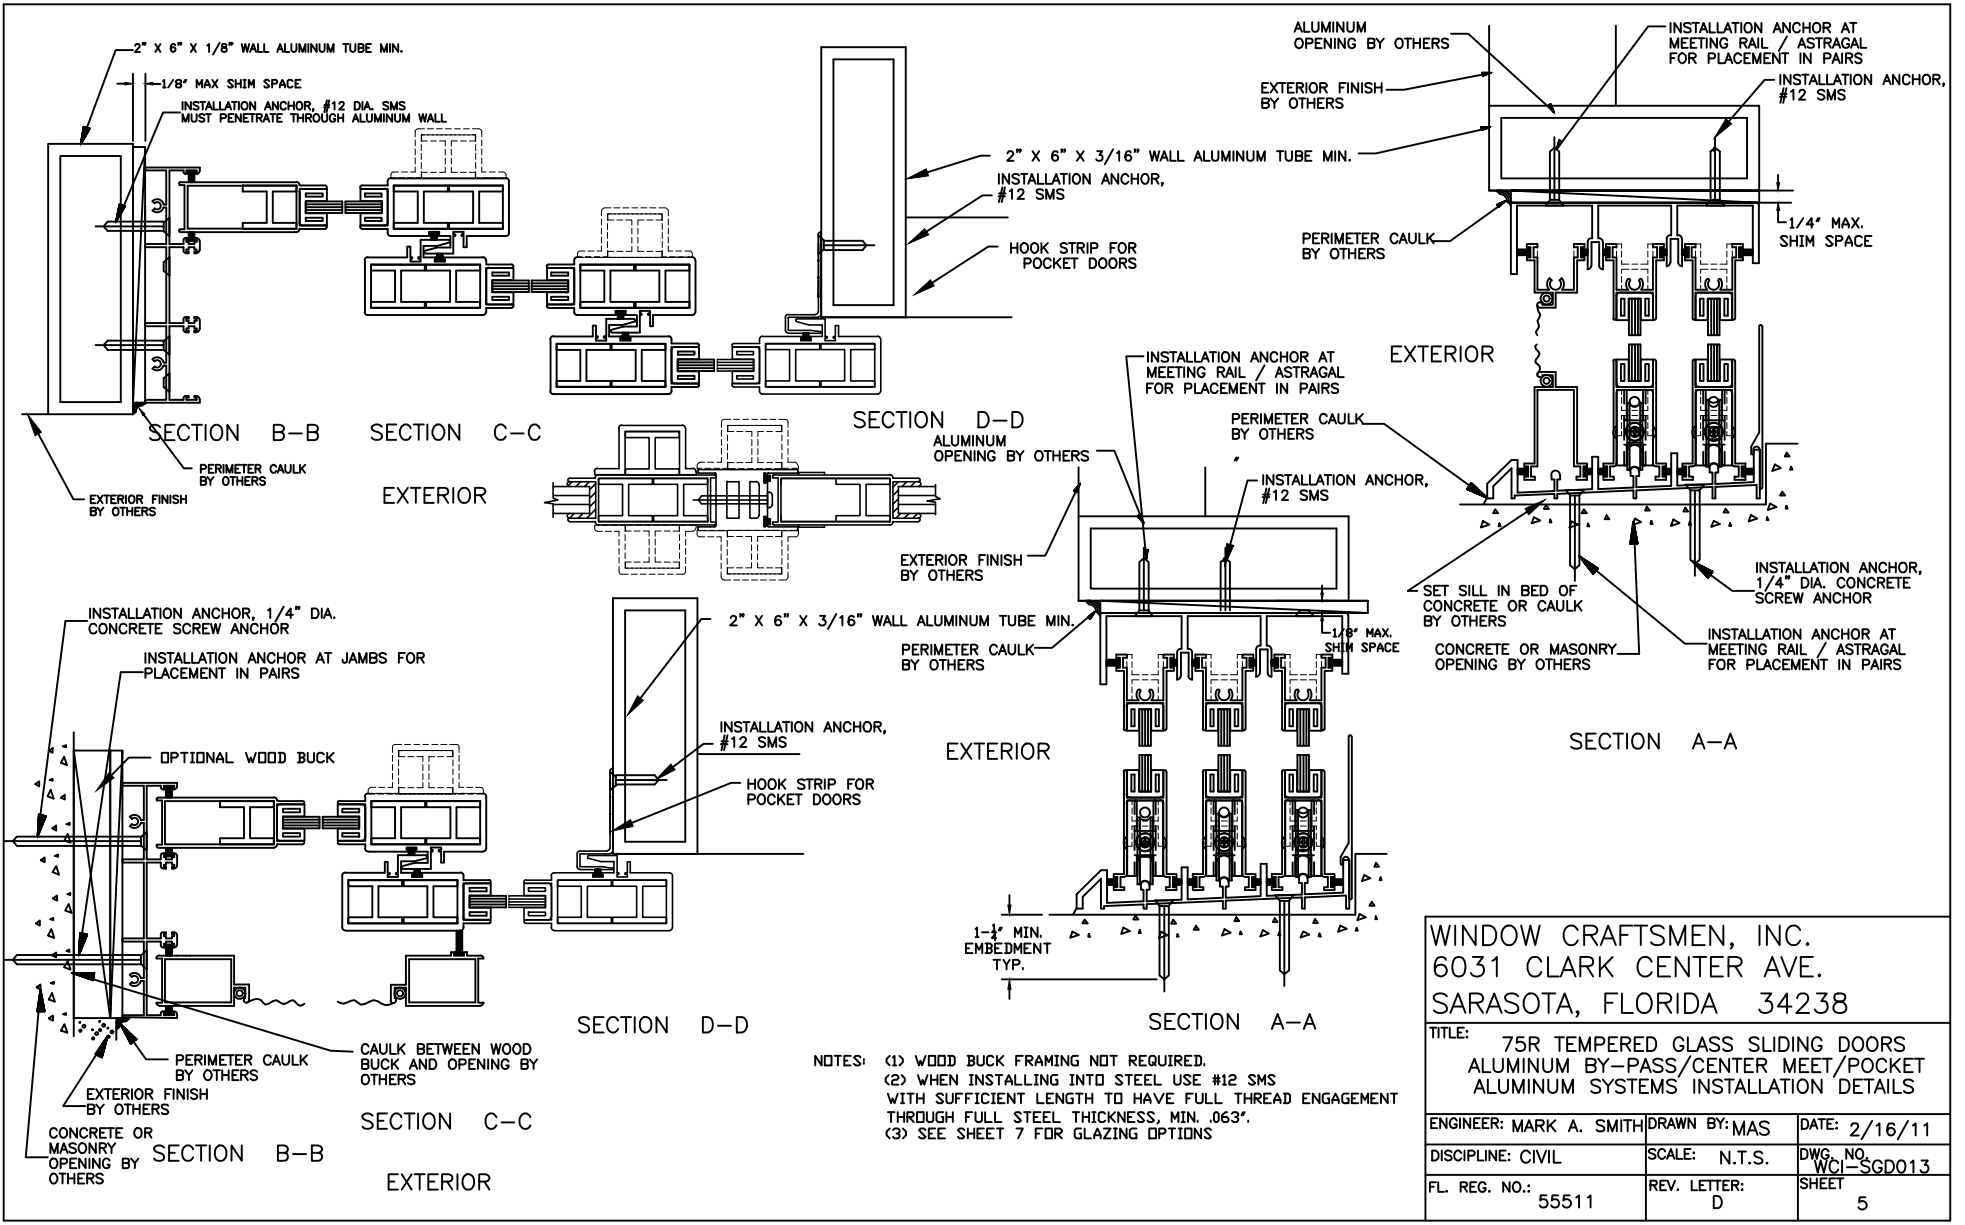 2" X 6" X 1/8" WALL ALUMINUM TUBE MIN.
1/8" MAX SHIM SPACE
INSTALLATION ANCHOR, #12 DIA. SMS
MUST PENETRATE THROUGH ALUMINUM WALL
2" X 6" X 3/16" WALL ALUMINUM TUBE MIN.
INSTALLATION ANCHOR,
#12 SMS
HOOK STRIP FOR
POCKET DOORS
SECTION B-B
SECTION C-C
SECTION D-D
PERIMETER CAULK
BY OTHERS
EXTERIOR FINISH
BY OTHERS
EXTERIOR
ALUMINUM
OPENING BY OTHERS
EXTERIOR FINISH
BY OTHERS
INSTALLATION ANCHOR AT
MEETING RAIL / ASTRAGAL
FOR PLACEMENT IN PAIRS
INSTALLATION ANCHOR,
#12 SMS
PERIMETER CAULK
BY OTHERS
1/4" MAX.
SHIM SPACE
EXTERIOR
PERIMETER CAULK
BY OTHERS
SET SILL IN BED OF
CONCRETE OR CAULK
BY OTHERS
CONCRETE OR MASONRY
OPENING BY OTHERS
INSTALLATION ANCHOR,
1/4" DIA. CONCRETE
SCREW ANCHOR
INSTALLATION ANCHOR AT
MEETING RAIL / ASTRAGAL
FOR PLACEMENT IN PAIRS
SECTION A-A
INSTALLATION ANCHOR AT
MEETING RAIL / ASTRAGAL
FOR PLACEMENT IN PAIRS
ALUMINUM
OPENING BY OTHERS
"
INSTALLATION ANCHOR,
#12 SMS
EXTERIOR FINISH
BY OTHERS
PERIMETER CAULK
BY OTHERS
1/8" MAX.
SHIM SPACE
EXTERIOR
1-1/4" MIN.
EMBEDMENT
TYP.
SECTION A-A
INSTALLATION ANCHOR, 1/4" DIA.
CONCRETE SCREW ANCHOR
INSTALLATION ANCHOR AT JAMBS FOR
PLACEMENT IN PAIRS
OPTIONAL WOOD BUCK
2" X 6" X 3/16" WALL ALUMINUM TUBE MIN.
INSTALLATION ANCHOR,
#12 SMS
HOOK STRIP FOR
POCKET DOORS
SECTION D-D
PERIMETER CAULK
BY OTHERS
CAULK BETWEEN WOOD
BUCK AND OPENING BY
OTHERS
EXTERIOR FINISH
BY OTHERS
CONCRETE OR
MASONRY
OPENING BY
OTHERS
SECTION B-B
SECTION C-C
EXTERIOR
NOTES: (1) WOOD BUCK FRAMING NOT REQUIRED.
(2) WHEN INSTALLING INTO STEEL USE #12 SMS
WITH SUFFICIENT LENGTH TO HAVE FULL THREAD ENGAGEMENT
THROUGH FULL STEEL THICKNESS, MIN. .063".
(3) SEE SHEET 7 FOR GLAZING OPTIONS
WINDOW CRAFTSMEN, INC.
6031 CLARK CENTER AVE.
SARASOTA, FLORIDA 34238
TITLE: 75R TEMPERED GLASS SLIDING DOORS
ALUMINUM BY-PASS/CENTER MEET/POCKET
ALUMINUM SYSTEMS INSTALLATION DETAILS
ENGINEER: MARK A. SMITH DRAWN BY: MAS DATE: 2/16/11
DISCIPLINE: CIVIL SCALE: N.T.S. DWG. NO. WCI-SGD013
FL. REG. NO.: 55511 REV. LETTER: D SHEET 5